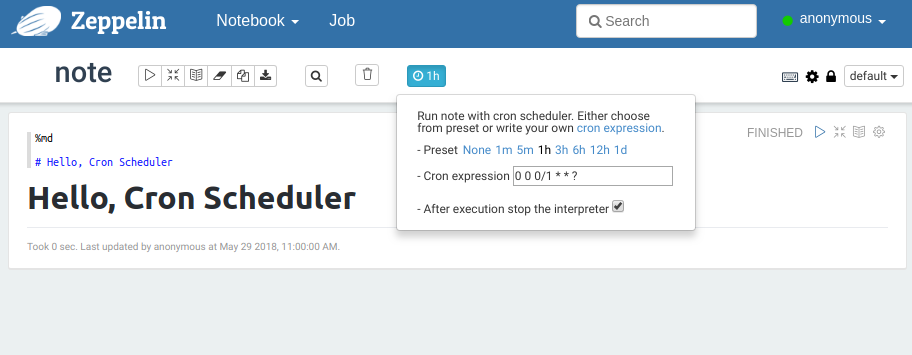 Zeppelin Notebook Job Search anonymous
note 1h default
Run note with cron scheduler. Either choose
from preset or write your own cron expression.
- Preset None 1m 5m 1h 3h 6h 12h 1d
- Cron expression 0 0 0/1 * * ?
- After execution stop the interpreter
FINISHED
%md
# Hello, Cron Scheduler
Hello, Cron Scheduler
Took 0 sec. Last updated by anonymous at May 29 2018, 11:00:00 AM.